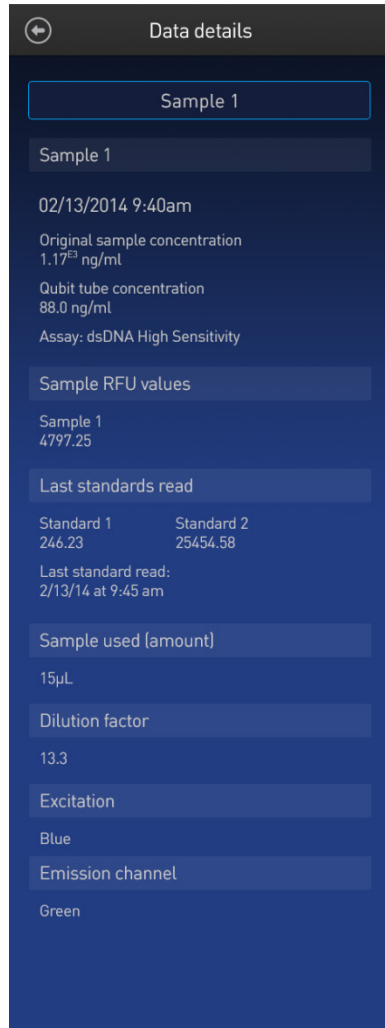 Data details
Sample 1
Sample 1
02/13/2014 9:40am
Original sample concentration
1.17ᴱ³ ng/ml
Qubit tube concentration
88.0 ng/ml
Assay: dsDNA High Sensitivity
Sample RFU values
Sample 1
4797.25
Last standards read
Standard 1 Standard 2
246.23 25454.58
Last standard read:
2/13/14 at 9:45 am
Sample used (amount)
15µL
Dilution factor
13.3
Excitation
Blue
Emission channel
Green